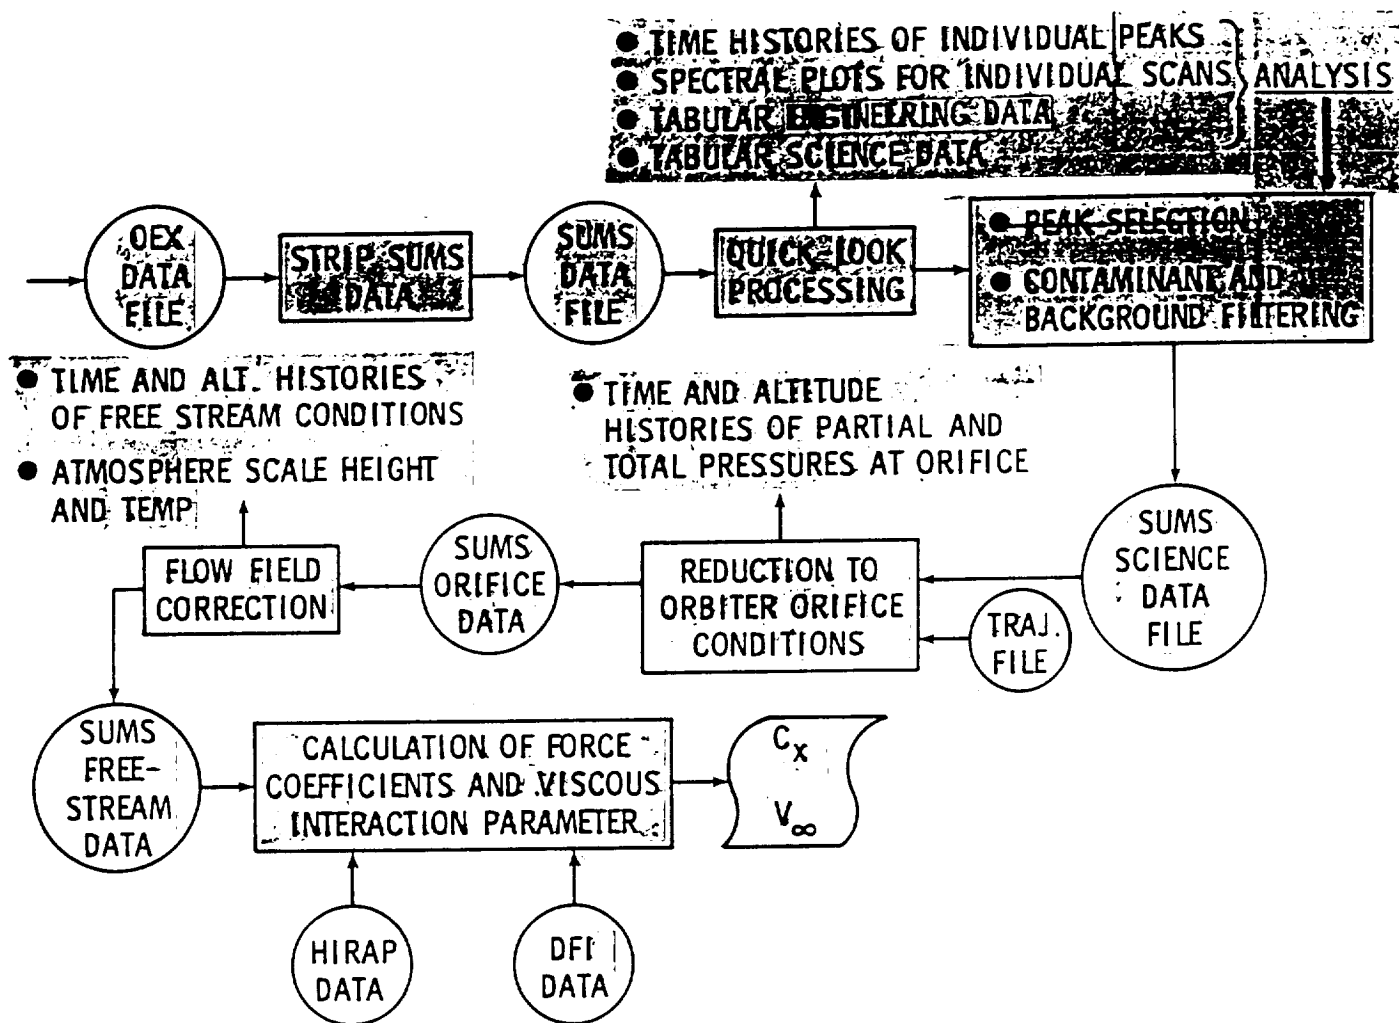 ● TIME HISTORIES OF INDIVIDUAL PEAKS
● SPECTRAL PLOTS FOR INDIVIDUAL SCANS
ANALYSIS
● TABULAR ENGINEERING DATA
● TABULAR SCIENCE DATA
OEX
DATA
FILE
STRIP SUMS
DATA
SUMS
DATA
FILE
QUICK-LOOK
PROCESSING
● PEAK SELECTION
● CONTAMINANT AND
BACKGROUND FILTERING
● TIME AND ALT. HISTORIES
OF FREE STREAM CONDITIONS
● ATMOSPHERE SCALE HEIGHT
AND TEMP
● TIME AND ALTITUDE
HISTORIES OF PARTIAL AND
TOTAL PRESSURES AT ORIFICE
FLOW FIELD
CORRECTION
SUMS
ORIFICE
DATA
REDUCTION TO
ORBITER ORIFICE
CONDITIONS
TRAJ.
FILE
SUMS
SCIENCE
DATA
FILE
SUMS
FREE-
STREAM
DATA
CALCULATION OF FORCE
COEFFICIENTS AND VISCOUS
INTERACTION PARAMETER
Cₓ
V∞
HIRAP
DATA
DFI
DATA